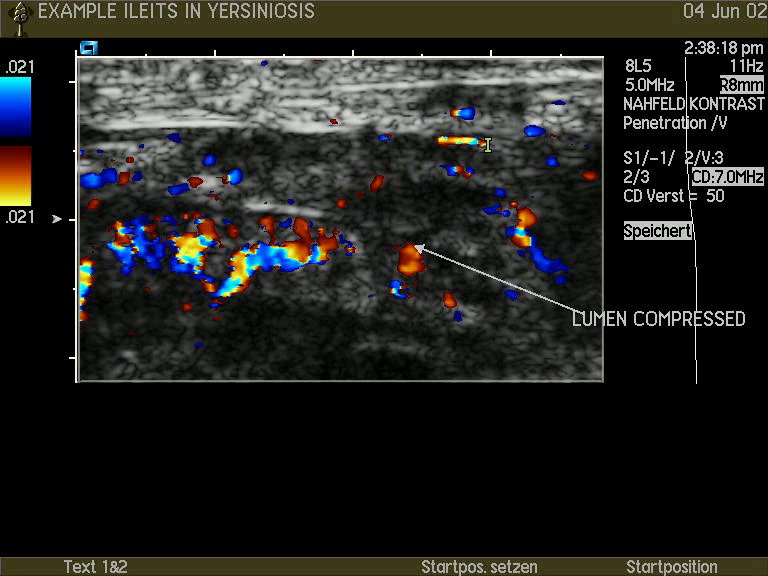 EXAMPLE ILEITS IN YERSINIOSIS
04 Jun 02
2:38:18 pm
8L5 11Hz
5.0MHz R8mm
NAHFELD KONTRAST
Penetration /V
S1/-1/ 2/V:3
2/3 CD:7.0MHz
CD Verst = 50
Speichert
.021
.021
LUMEN COMPRESSED
Text 1&2
Startpos. setzen
Startposition